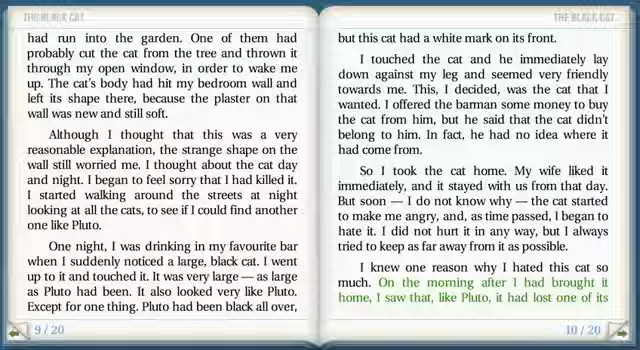 THE BLACK CAT
had run into the garden. One of them had
probably cut the cat from the tree and thrown it
through my open window, in order to wake me
up. The cat's body had hit my bedroom wall and
left its shape there, because the plaster on that
wall was new and still soft.
Although I thought that this was a very
reasonable explanation, the strange shape on the
wall still worried me. I thought about the cat day
and night. I began to feel sorry that I had killed it.
I started walking around the streets at night
looking at all the cats, to see if I could find another
one like Pluto.
One night, I was drinking in my favourite bar
when I suddenly noticed a large, black cat. I went
up to it and touched it. It was very large — as large
as Pluto had been. It also looked very like Pluto.
Except for one thing. Pluto had been black all over,
9 / 20
THE BLACK CAT
but this cat had a white mark on its front.
I touched the cat and he immediately lay
down against my leg and seemed very friendly
towards me. This, I decided, was the cat that I
wanted. I offered the barman some money to buy
the cat from him, but he said that the cat didn't
belong to him. In fact, he had no idea where it
had come from.
So I took the cat home. My wife liked it
immediately, and it stayed with us from that day.
But soon — I do not know why — the cat started
to make me angry, and, as time passed, I began to
hate it. I did not hurt it in any way, but I always
tried to keep as far away from it as possible.
I knew one reason why I hated this cat so
much. On the morning after I had brought it
home, I saw that, like Pluto, it had lost one of its
10 / 20